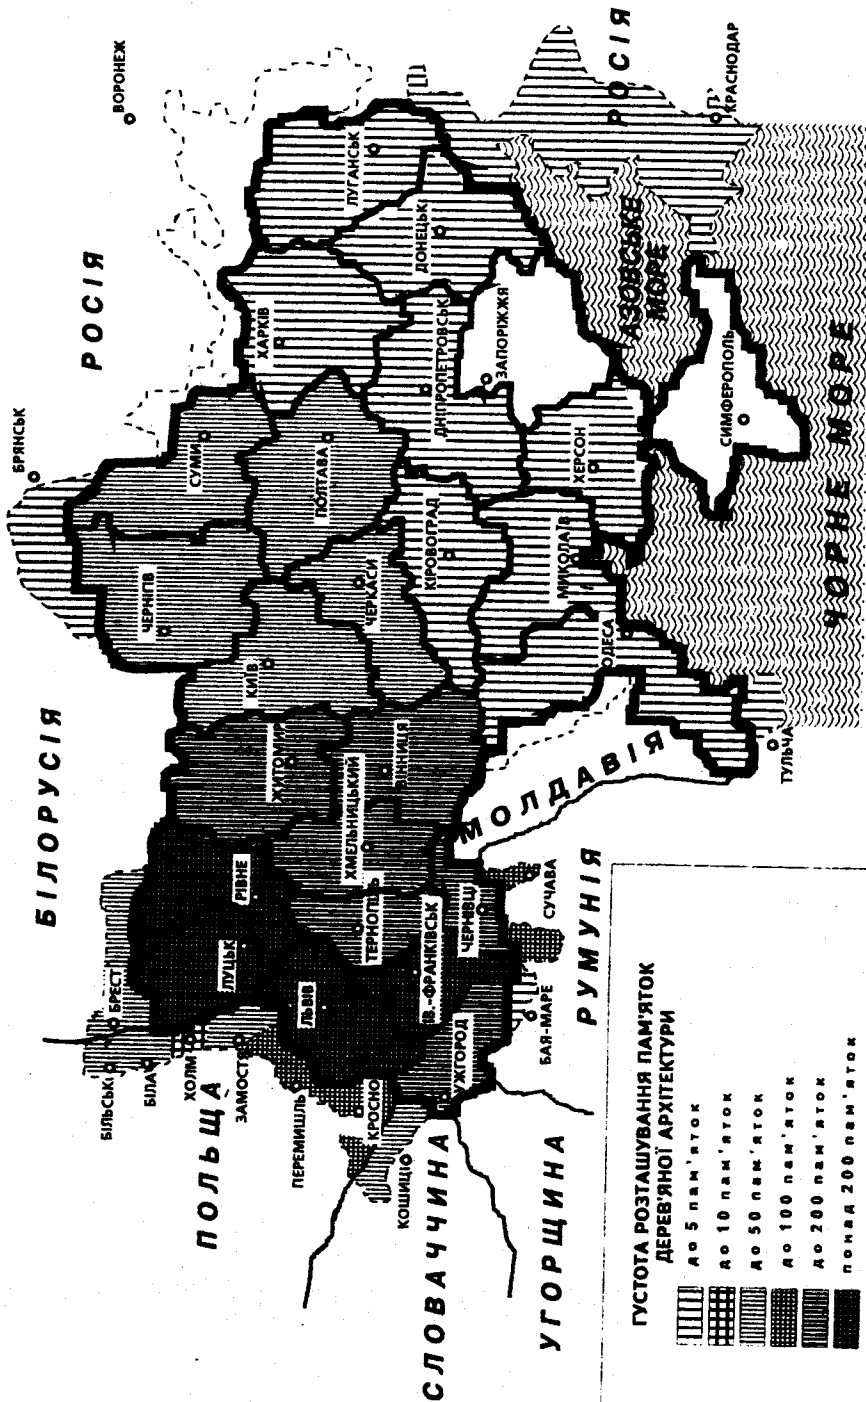 БІЛОРУСІЯ
РОСІЯ
ВОРОНЕЖ
БРЯНСЬК
РОСІЯ
КРАСНОДАР
ПОЛЬЩА
БІЛЬСЬК
БРЕСТ
БІЛА
ХОЛМ
ЗАМОСТЯ
ПЕРЕМИШЛЬ
КРОСНО
КОШИЦІ
СЛОВАЧЧИНА
УГОРЩИНА
РУМУНІЯ
МОЛДАВІЯ
БАЯ-МАРЕ
СУЧАВА
ТУЛЬЧА
ЛУЦЬК
РІВНЕ
ЖИТОМИР
КИЇВ
ЧЕРНІГІВ
СУМИ
ЛЬВІВ
ТЕРНОПІЛЬ
ХМЕЛЬНИЦЬКИЙ
ВІННИЦЯ
ЧЕРКАСИ
ПОЛТАВА
ХАРКІВ
ЛУГАНСЬК
УЖГОРОД
ІВ.-ФРАНКІВСЬК
ЧЕРНІВЦІ
КІРОВОГРАД
ДНІПРОПЕТРОВСЬК
ДОНЕЦЬК
ЗАПОРІЖЖЯ
ОДЕСА
МИКОЛАЇВ
ХЕРСОН
СИМФЕРОПОЛЬ
АЗОВСЬКЕ
МОРЕ
ЧОРНЕ МОРЕ
ГУСТОТА РОЗТАШУВАННЯ ПАМ'ЯТОК
ДЕРЕВ'ЯНОЇ АРХІТЕКТУРИ
до 5 пам'яток
до 10 пам'яток
до 50 пам'яток
до 100 пам'яток
до 200 пам'яток
понад 200 пам'яток